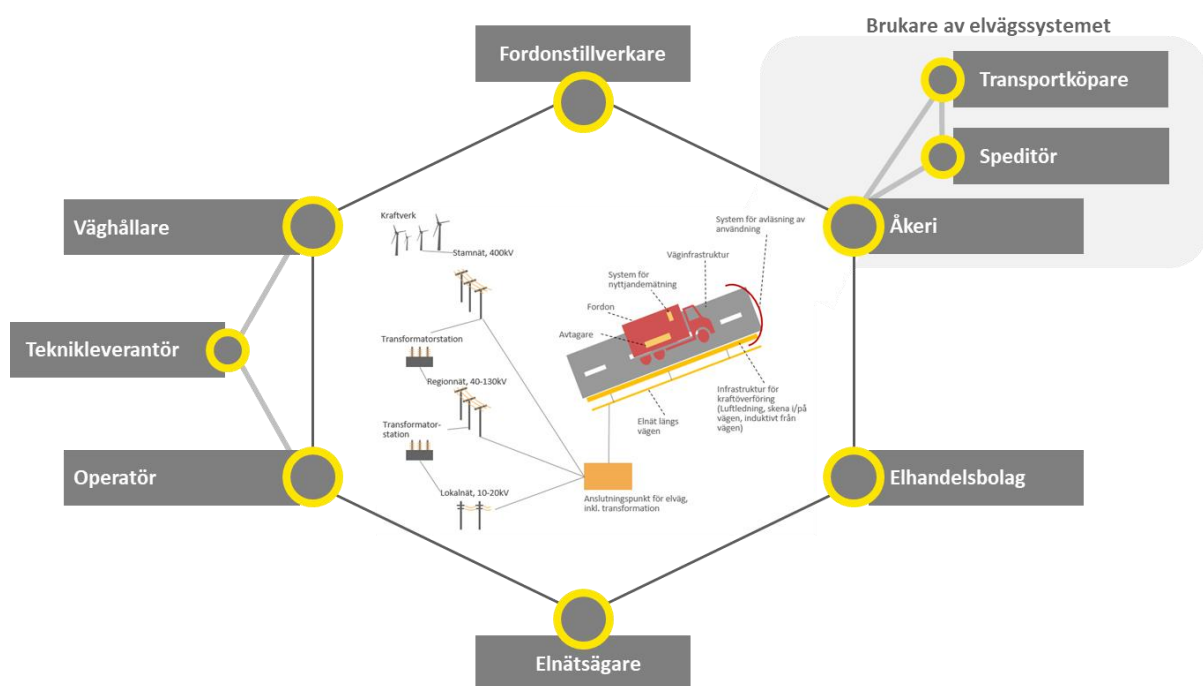 Brukare av elvägssystemet
Fordonstillverkare
Transportköpare
Speditör
Väghållare
Åkeri
Kraftverk
System för avläsning av
användning
Stamnät, 400kV
Väginfrastruktur
System för
nyttjandemätning
Fordon
Avtagare
Transformatorstation
Teknikleverantör
Regionnät, 40-130kV
Infrastruktur för
kraftöverföring
(Luftledning, skena i/på
vägen, induktivt från
vägen)
Elnät längs
vägen
Transformator-
station
Operatör
Elhandelsbolag
Lokalnät, 10-20kV
Anslutningspunkt för elväg,
inkl. transformation
Elnätsägare